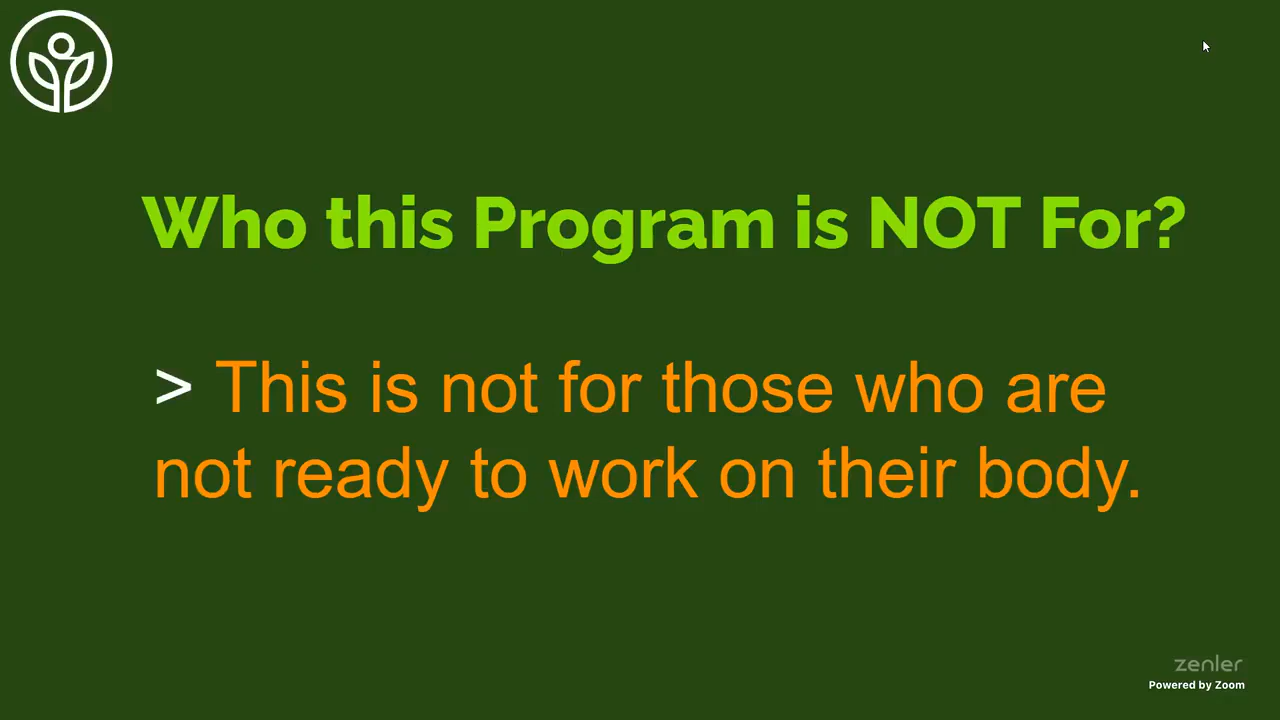 Who this Program is NOT For?
> This is not for those who are
not ready to work on their body.
zenler
Powered by Zoom